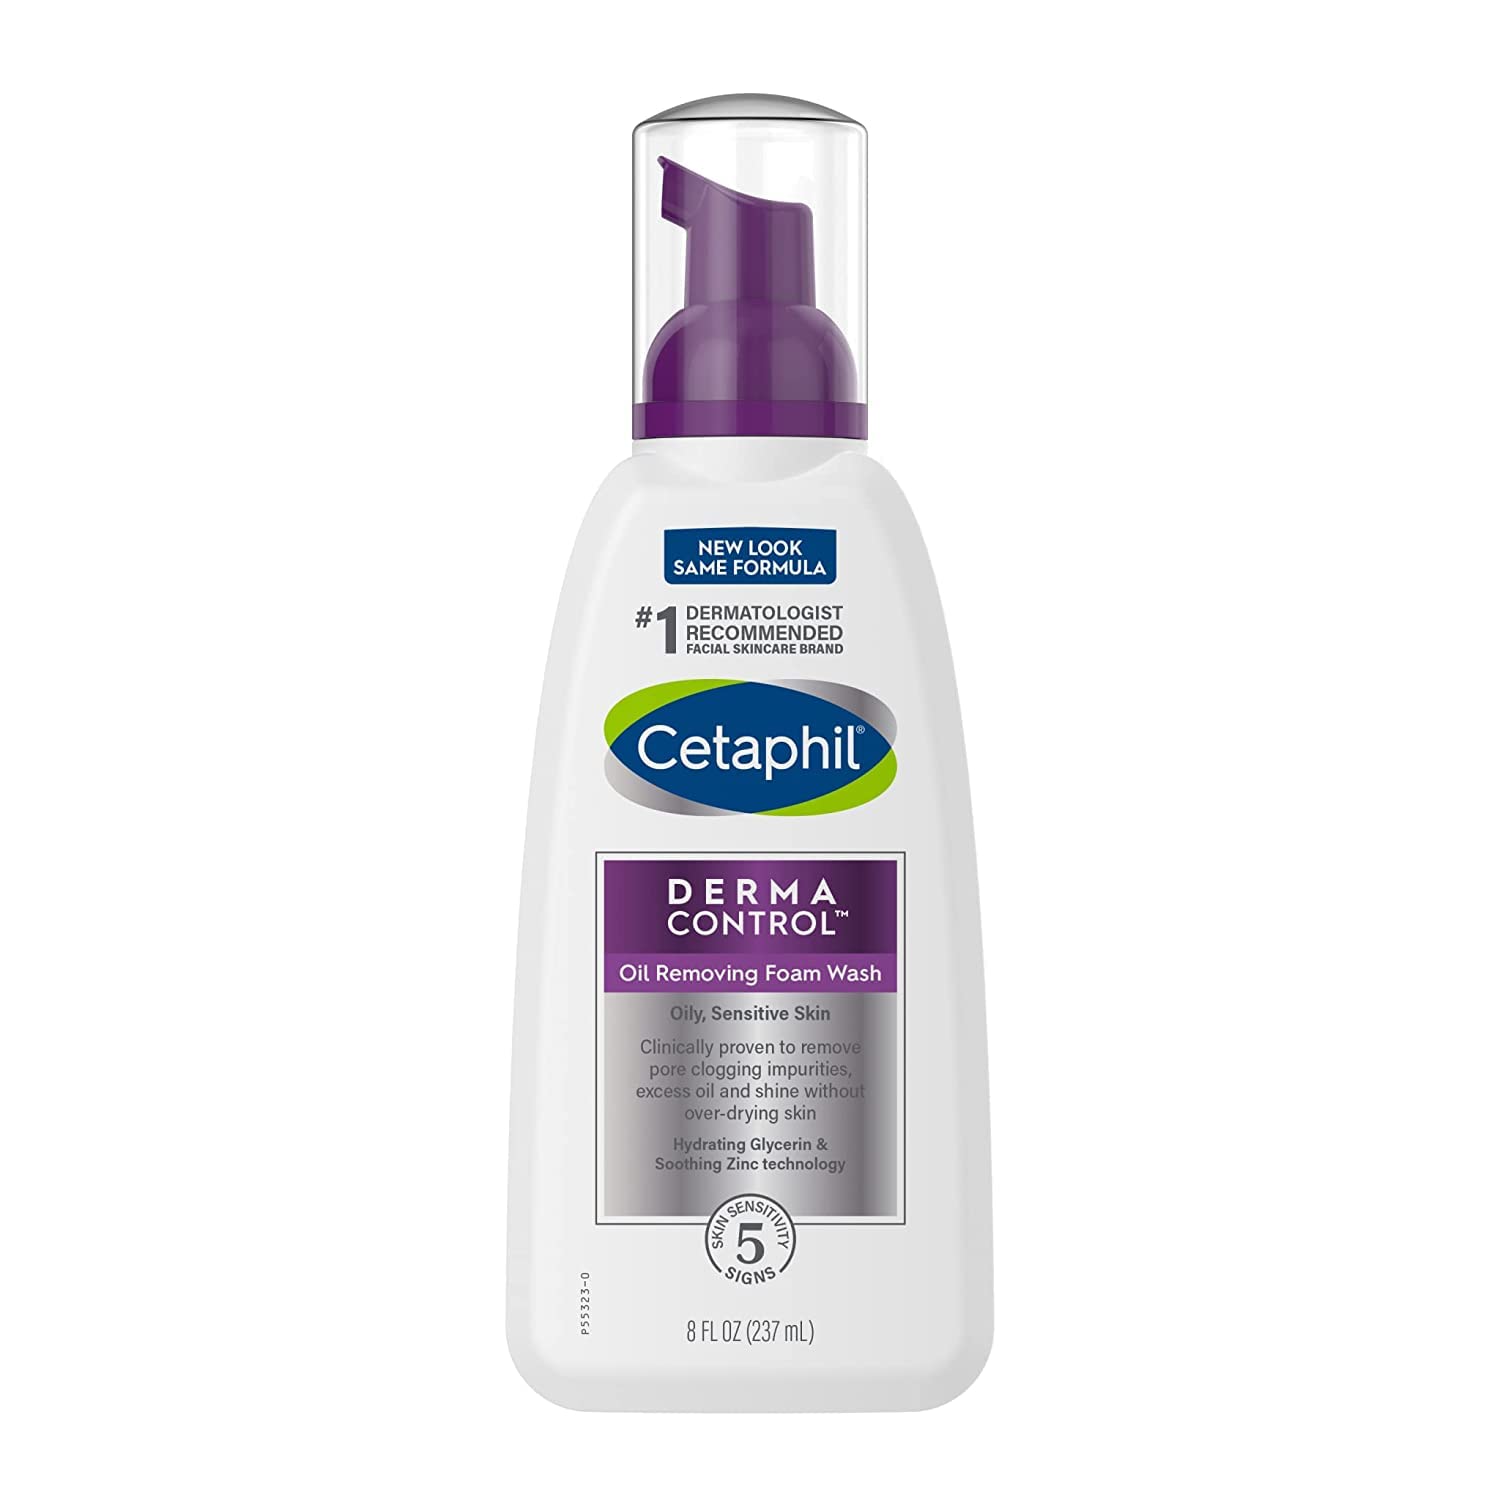 NEW LOOK
SAME FORMULA
#1 DERMATOLOGIST
RECOMMENDED
FACIAL SKINCARE BRAND
Cetaphil®
DERMA
CONTROL™
Oil Removing Foam Wash
Oily, Sensitive Skin
Clinically proven to remove
pore clogging impurities,
excess oil and shine without
over-drying skin
Hydrating Glycerin &
Soothing Zinc technology
SKIN SENSITIVITY
5
SIGNS
P55323-0
8 FL OZ (237 mL)